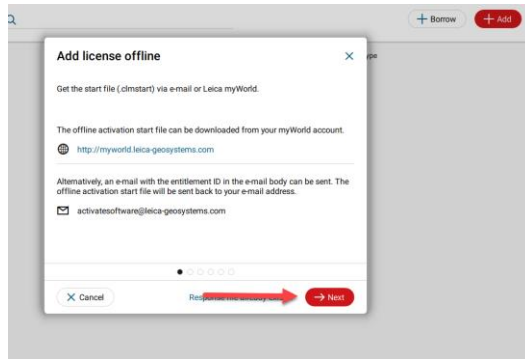 + Borrow
+ Add
Add license offline
ype
Get the start file (.clmstart) via e-mail or Leica myWorld.
The offline activation start file can be downloaded from your myWorld account.
http://myworld.leica-geosystems.com
Alternatively, an e-mail with the entitlement ID in the e-mail body can be sent. The
offline activation start file will be sent back to your e-mail address.
activatesoftware@leica-geosystems.com
Cancel
Next